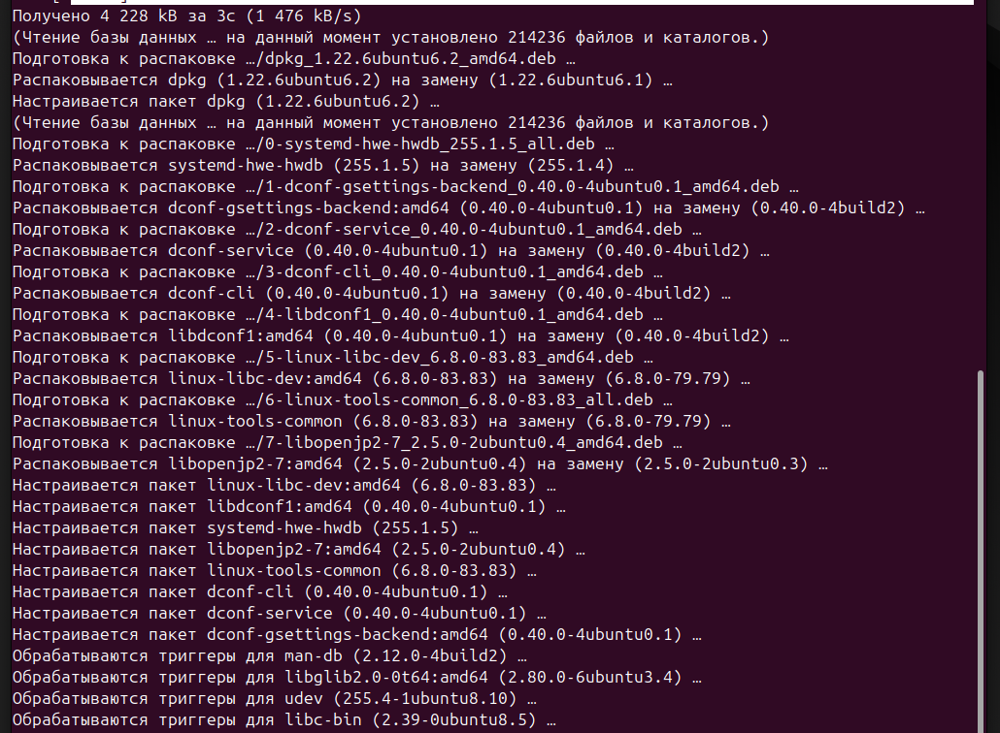 Получено 4 228 kB за 3с (1 476 kB/s)
(Чтение базы данных … на данный момент установлено 214236 файлов и каталогов.)
Подготовка к распаковке …/dpkg_1.22.6ubuntu6.2_amd64.deb …
Распаковывается dpkg (1.22.6ubuntu6.2) на замену (1.22.6ubuntu6.1) …
Настраивается пакет dpkg (1.22.6ubuntu6.2) …
(Чтение базы данных … на данный момент установлено 214236 файлов и каталогов.)
Подготовка к распаковке …/0-systemd-hwe-hwdb_255.1.5_all.deb …
Распаковывается systemd-hwe-hwdb (255.1.5) на замену (255.1.4) …
Подготовка к распаковке …/1-dconf-gsettings-backend_0.40.0-4ubuntu0.1_amd64.deb …
Распаковывается dconf-gsettings-backend:amd64 (0.40.0-4ubuntu0.1) на замену (0.40.0-4build2) …
Подготовка к распаковке …/2-dconf-service_0.40.0-4ubuntu0.1_amd64.deb …
Распаковывается dconf-service (0.40.0-4ubuntu0.1) на замену (0.40.0-4build2) …
Подготовка к распаковке …/3-dconf-cli_0.40.0-4ubuntu0.1_amd64.deb …
Распаковывается dconf-cli (0.40.0-4ubuntu0.1) на замену (0.40.0-4build2) …
Подготовка к распаковке …/4-libdconf1_0.40.0-4ubuntu0.1_amd64.deb …
Распаковывается libdconf1:amd64 (0.40.0-4ubuntu0.1) на замену (0.40.0-4build2) …
Подготовка к распаковке …/5-linux-libc-dev_6.8.0-83.83_amd64.deb …
Распаковывается linux-libc-dev:amd64 (6.8.0-83.83) на замену (6.8.0-79.79) …
Подготовка к распаковке …/6-linux-tools-common_6.8.0-83.83_all.deb …
Распаковывается linux-tools-common (6.8.0-83.83) на замену (6.8.0-79.79) …
Подготовка к распаковке …/7-libopenjp2-7_2.5.0-2ubuntu0.4_amd64.deb …
Распаковывается libopenjp2-7:amd64 (2.5.0-2ubuntu0.4) на замену (2.5.0-2ubuntu0.3) …
Настраивается пакет linux-libc-dev:amd64 (6.8.0-83.83) …
Настраивается пакет libdconf1:amd64 (0.40.0-4ubuntu0.1) …
Настраивается пакет systemd-hwe-hwdb (255.1.5) …
Настраивается пакет libopenjp2-7:amd64 (2.5.0-2ubuntu0.4) …
Настраивается пакет linux-tools-common (6.8.0-83.83) …
Настраивается пакет dconf-cli (0.40.0-4ubuntu0.1) …
Настраивается пакет dconf-service (0.40.0-4ubuntu0.1) …
Настраивается пакет dconf-gsettings-backend:amd64 (0.40.0-4ubuntu0.1) …
Обрабатываются триггеры для man-db (2.12.0-4build2) …
Обрабатываются триггеры для libglib2.0-0t64:amd64 (2.80.0-6ubuntu3.4) …
Обрабатываются триггеры для udev (255.4-1ubuntu8.10) …
Обрабатываются триггеры для libc-bin (2.39-0ubuntu8.5) …